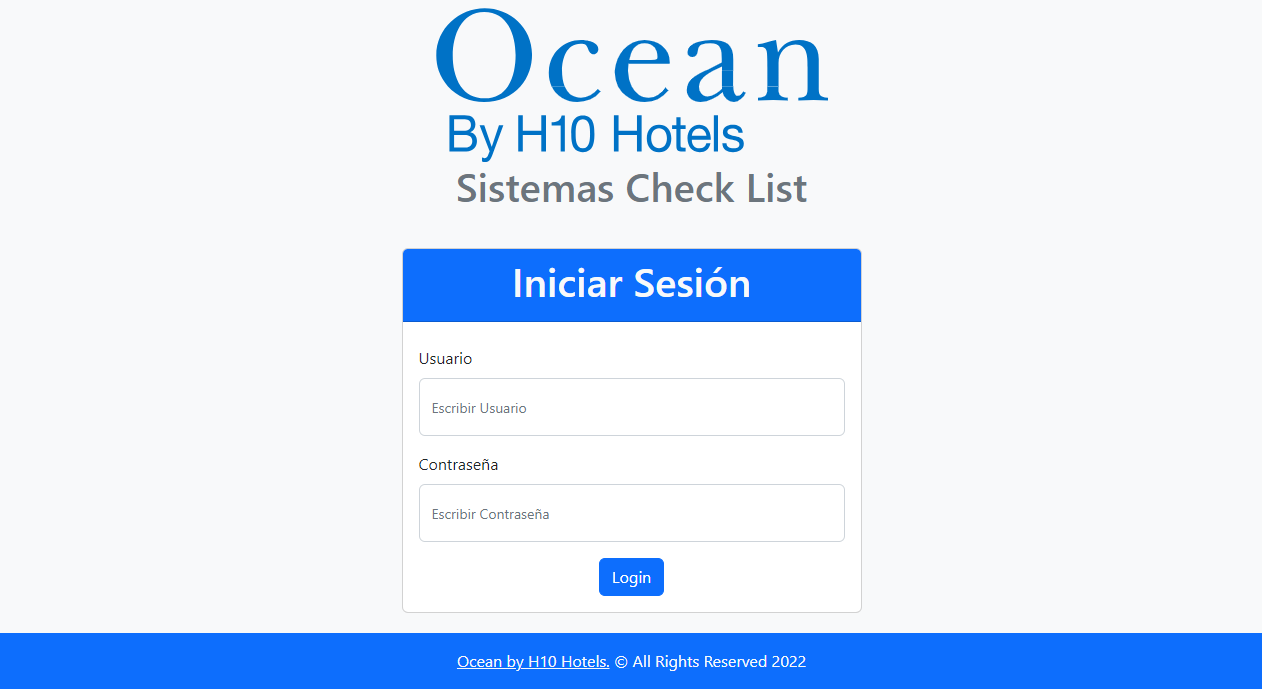 Ocean
By H10 Hotels
Sistemas Check List
Iniciar Sesión
Usuario
Escribir Usuario
Contraseña
Escribir Contraseña
Login
Ocean by H10 Hotels. © All Rights Reserved 2022